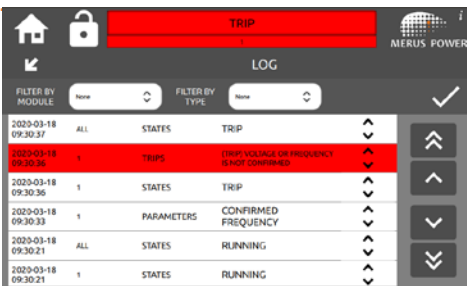 TRIP
1
i
MERUS POWER
LOG
FILTER BY
MODULE
None
FILTER BY
TYPE
None
2020-03-18
09:30:37
ALL
STATES
TRIP
2020-03-18
09:30:36
1
TRIPS
(TRIP) VOLTAGE OR FREQUENCY
IS NOT CONFIRMED
2020-03-18
09:30:36
1
STATES
TRIP
2020-03-18
09:30:33
1
PARAMETERS
CONFIRMED
FREQUENCY
2020-03-18
09:30:21
ALL
STATES
RUNNING
2020-03-18
09:30:21
1
STATES
RUNNING